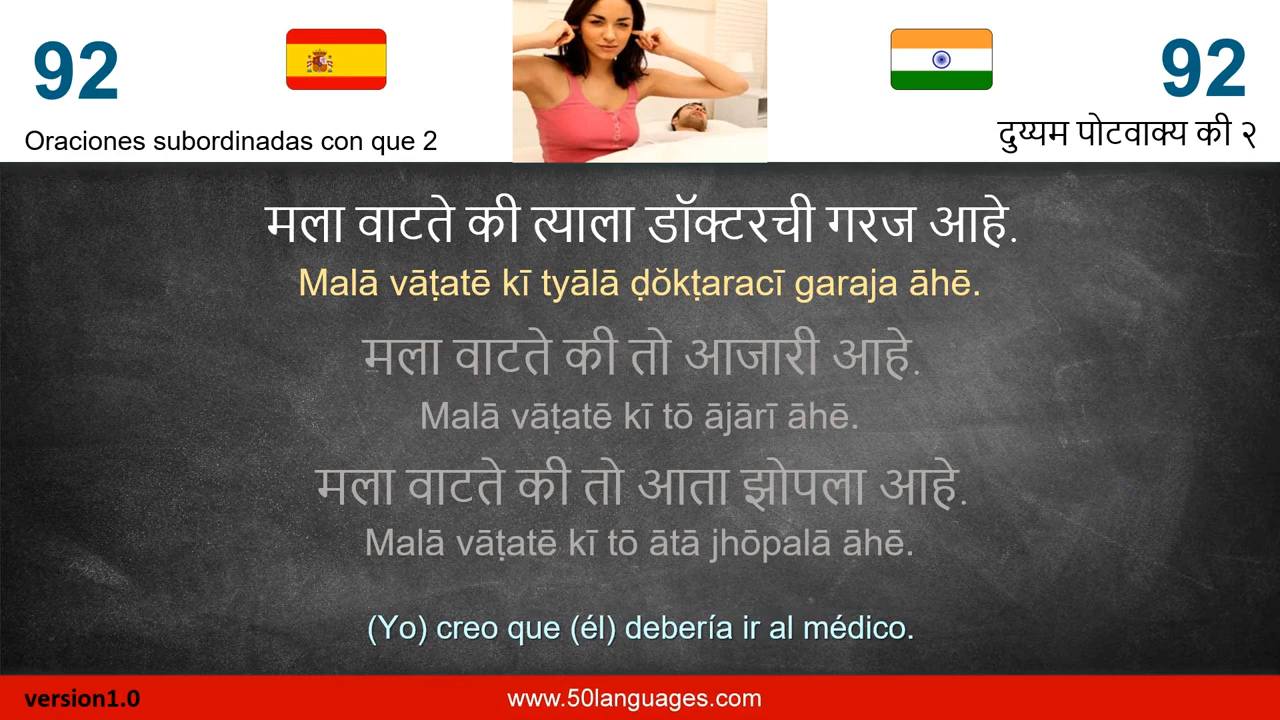 92
92
Oraciones subordinadas con que 2
दुय्यम पोटवाक्य की २
मला वाटते की त्याला डॉक्टरची गरज आहे.
Malā vāṭatē kī tyālā ḍŏkṭaracī garaja āhē.
मला वाटते की तो आजारी आहे.
Malā vāṭatē kī tō ājārī āhē.
मला वाटते की तो आता झोपला आहे.
Malā vāṭatē kī tō ātā jhōpalā āhē.
(Yo) creo que (él) debería ir al médico.
version1.0
www.50languages.com